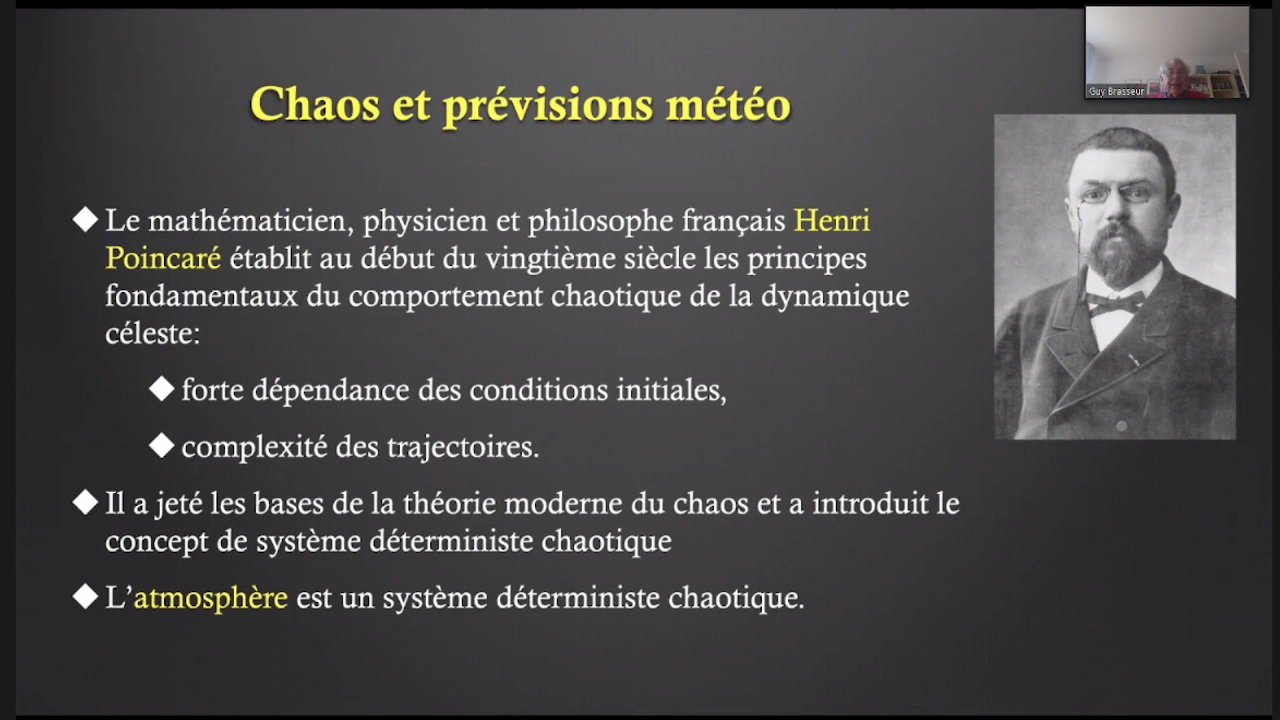 Guy Brasseur
Chaos et prévisions météo
◆ Le mathématicien, physicien et philosophe français Henri
Poincaré établit au début du vingtième siècle les principes
fondamentaux du comportement chaotique de la dynamique
céleste:
◆ forte dépendance des conditions initiales,
◆ complexité des trajectoires.
◆ Il a jeté les bases de la théorie moderne du chaos et a introduit le
concept de système déterministe chaotique
◆ L’atmosphère est un système déterministe chaotique.